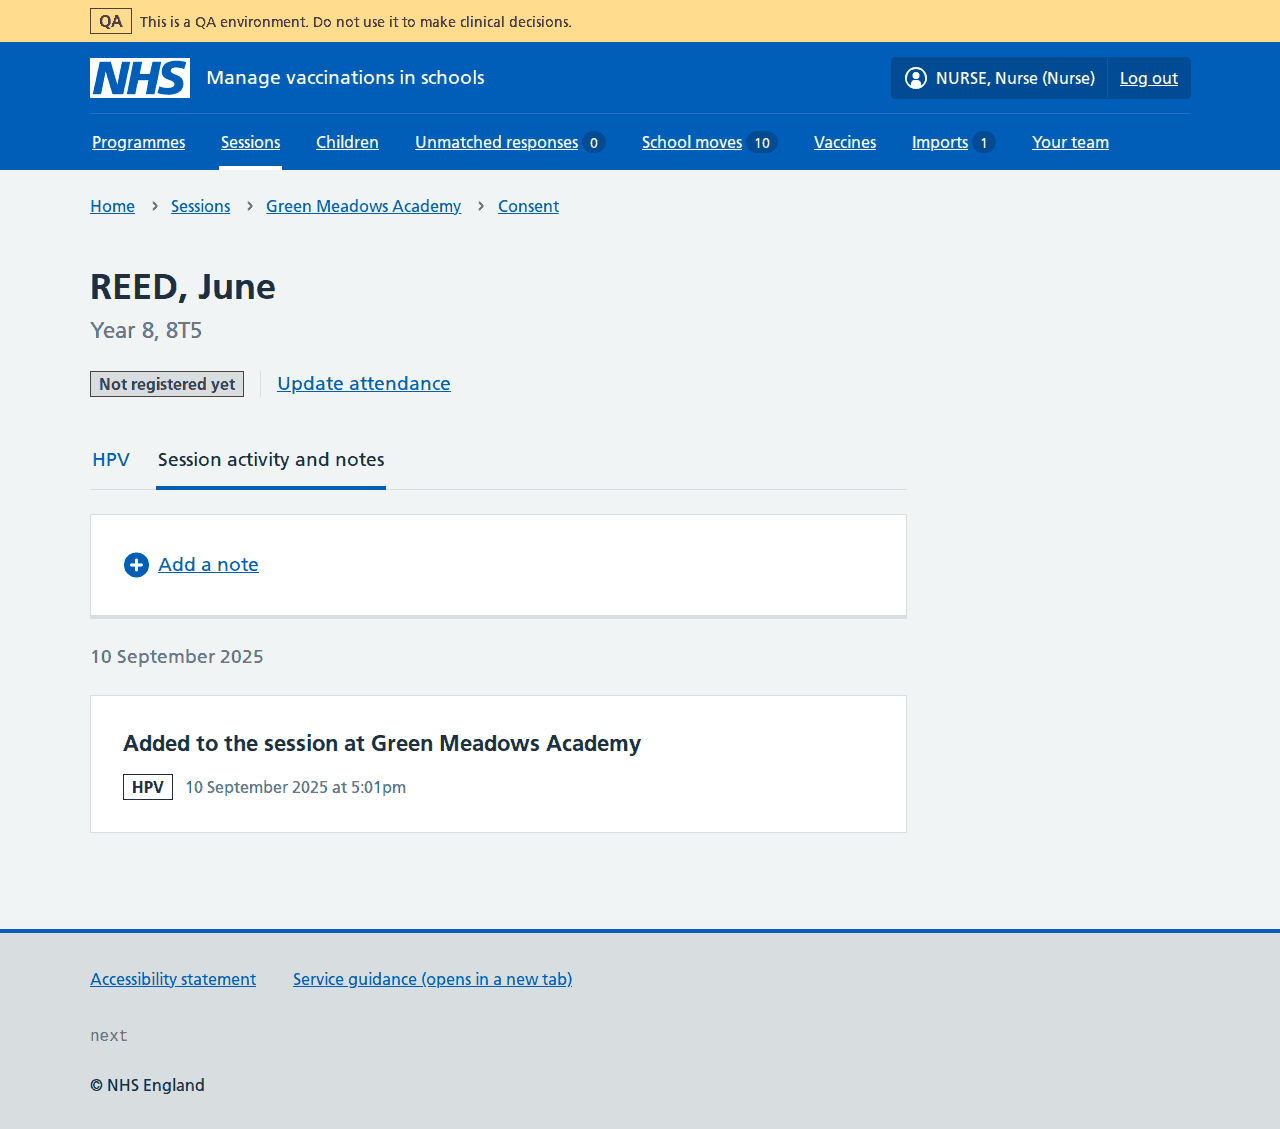 QA This is a QA environment. Do not use it to make clinical decisions.
NHS Manage vaccinations in schools NURSE, Nurse (Nurse) Log out
Programmes Sessions Children Unmatched responses 0 School moves 10 Vaccines Imports 1 Your team
Home Sessions Green Meadows Academy Consent
REED, June
Year 8, 8T5
Not registered yet Update attendance
HPV Session activity and notes
Add a note
10 September 2025
Added to the session at Green Meadows Academy
HPV 10 September 2025 at 5:01pm
Accessibility statement Service guidance (opens in a new tab)
next
© NHS England